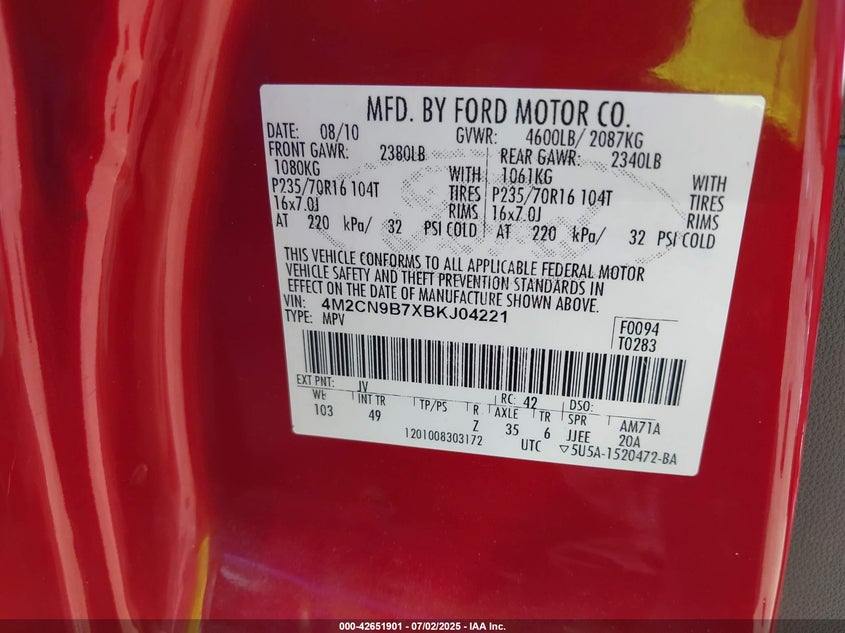 MFD. BY FORD MOTOR CO.
DATE: 08/10 GVWR: 4600LB/ 2087KG
FRONT GAWR: 2380LB REAR GAWR: 2340LB
1080KG WITH 1061KG WITH
P235/70R16 104T TIRES P235/70R16 104T TIRES
16x7.0J RIMS 16x7.0J RIMS
AT 220 kPa/ 32 PSI COLD AT 220 kPa/ 32 PSI COLD
THIS VEHICLE CONFORMS TO ALL APPLICABLE FEDERAL MOTOR
VEHICLE SAFETY AND THEFT PREVENTION STANDARDS IN
EFFECT ON THE DATE OF MANUFACTURE SHOWN ABOVE.
VIN: 4M2CN9B7XBKJ04221
TYPE: MPV
F0094
T0283
EXT PNT: JV RC: 42 DSO:
WB INT TR TP/PS R AXLE TR SPR AM71A
103 49 Z 35 6 JJEE 20A
1201008303172 UTC ▽5U5A-1520472-BA
000-42651901 - 07/02/2025 - IAA Inc.